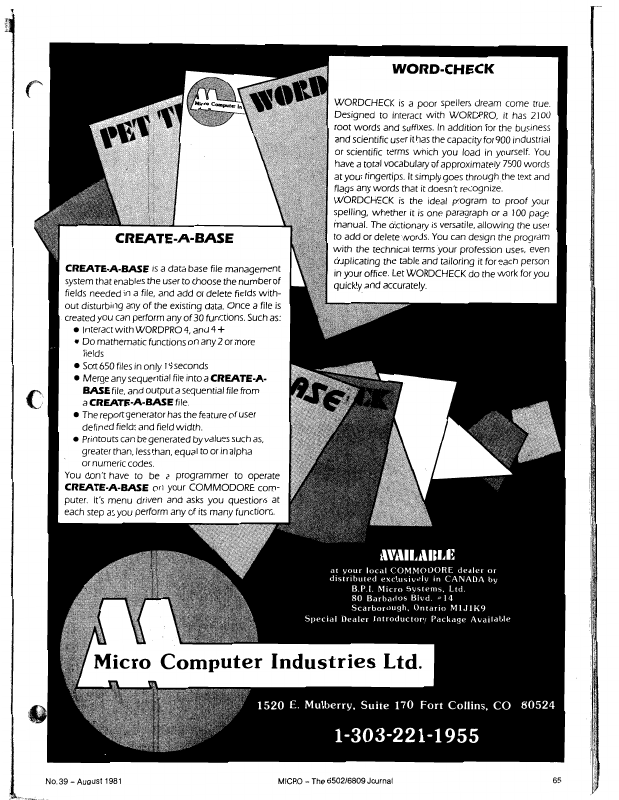 PET T
Micro Computer In
WORD
WORD-CHECK
WORDCHECK is a poor spellers dream come true.
Designed to interact with WORDPRO, it has 2100
root words and suffixes. In addition for the business
and scientific user it has the capacity for 900 industrial
or scientific terms which you load in yourself. You
have a total vocabulary of approximately 7500 words
at your fingertips. It simply goes through the text and
flags any words that it doesn't recognize.
WORDCHECK is the ideal program to proof your
spelling, whether it is one paragraph or a 100 page
manual. The dictionary is versatile, allowing the user
to add or delete words. You can design the program
with the technical terms your profession uses, even
duplicating the table and tailoring it for each person
in your office. Let WORDCHECK do the work for you
quickly and accurately.
CREATE-A-BASE
CREATE-A-BASE is a data base file management
system that enables the user to choose the number of
fields needed in a file, and add or delete fields with-
out disturbing any of the existing data. Once a file is
created you can perform any of 30 functions. Such as:
● Interact with WORDPRO 4, and 4 +
● Do mathematic functions on any 2 or more
fields
● Sort 650 files in only 19 seconds
● Merge any sequential file into a CREATE-A-
BASE file, and output a sequential file from
a CREATE-A-BASE file.
● The report generator has the feature of user
defined fields and field width.
● Printouts can be generated by values such as,
greater than, less than, equal to or in alpha
or numeric codes.
You don't have to be a programmer to operate
CREATE-A-BASE on your COMMODORE com-
puter. It's menu driven and asks you questions at
each step as you perform any of its many functions.
ASE
AVAILABLE
at your local COMMODORE dealer or
distributed exclusively in CANADA by
B.P.I. Micro Systems, Ltd.
80 Barbados Blvd. #14
Scarborough, Ontario M1J1K9
Special Dealer Introductory Package Available
Micro Computer Industries Ltd.
1520 E. Mulberry, Suite 170 Fort Collins, CO 80524
1-303-221-1955
No. 39 – August 1981
MICRO – The 6502/6809 Journal
65